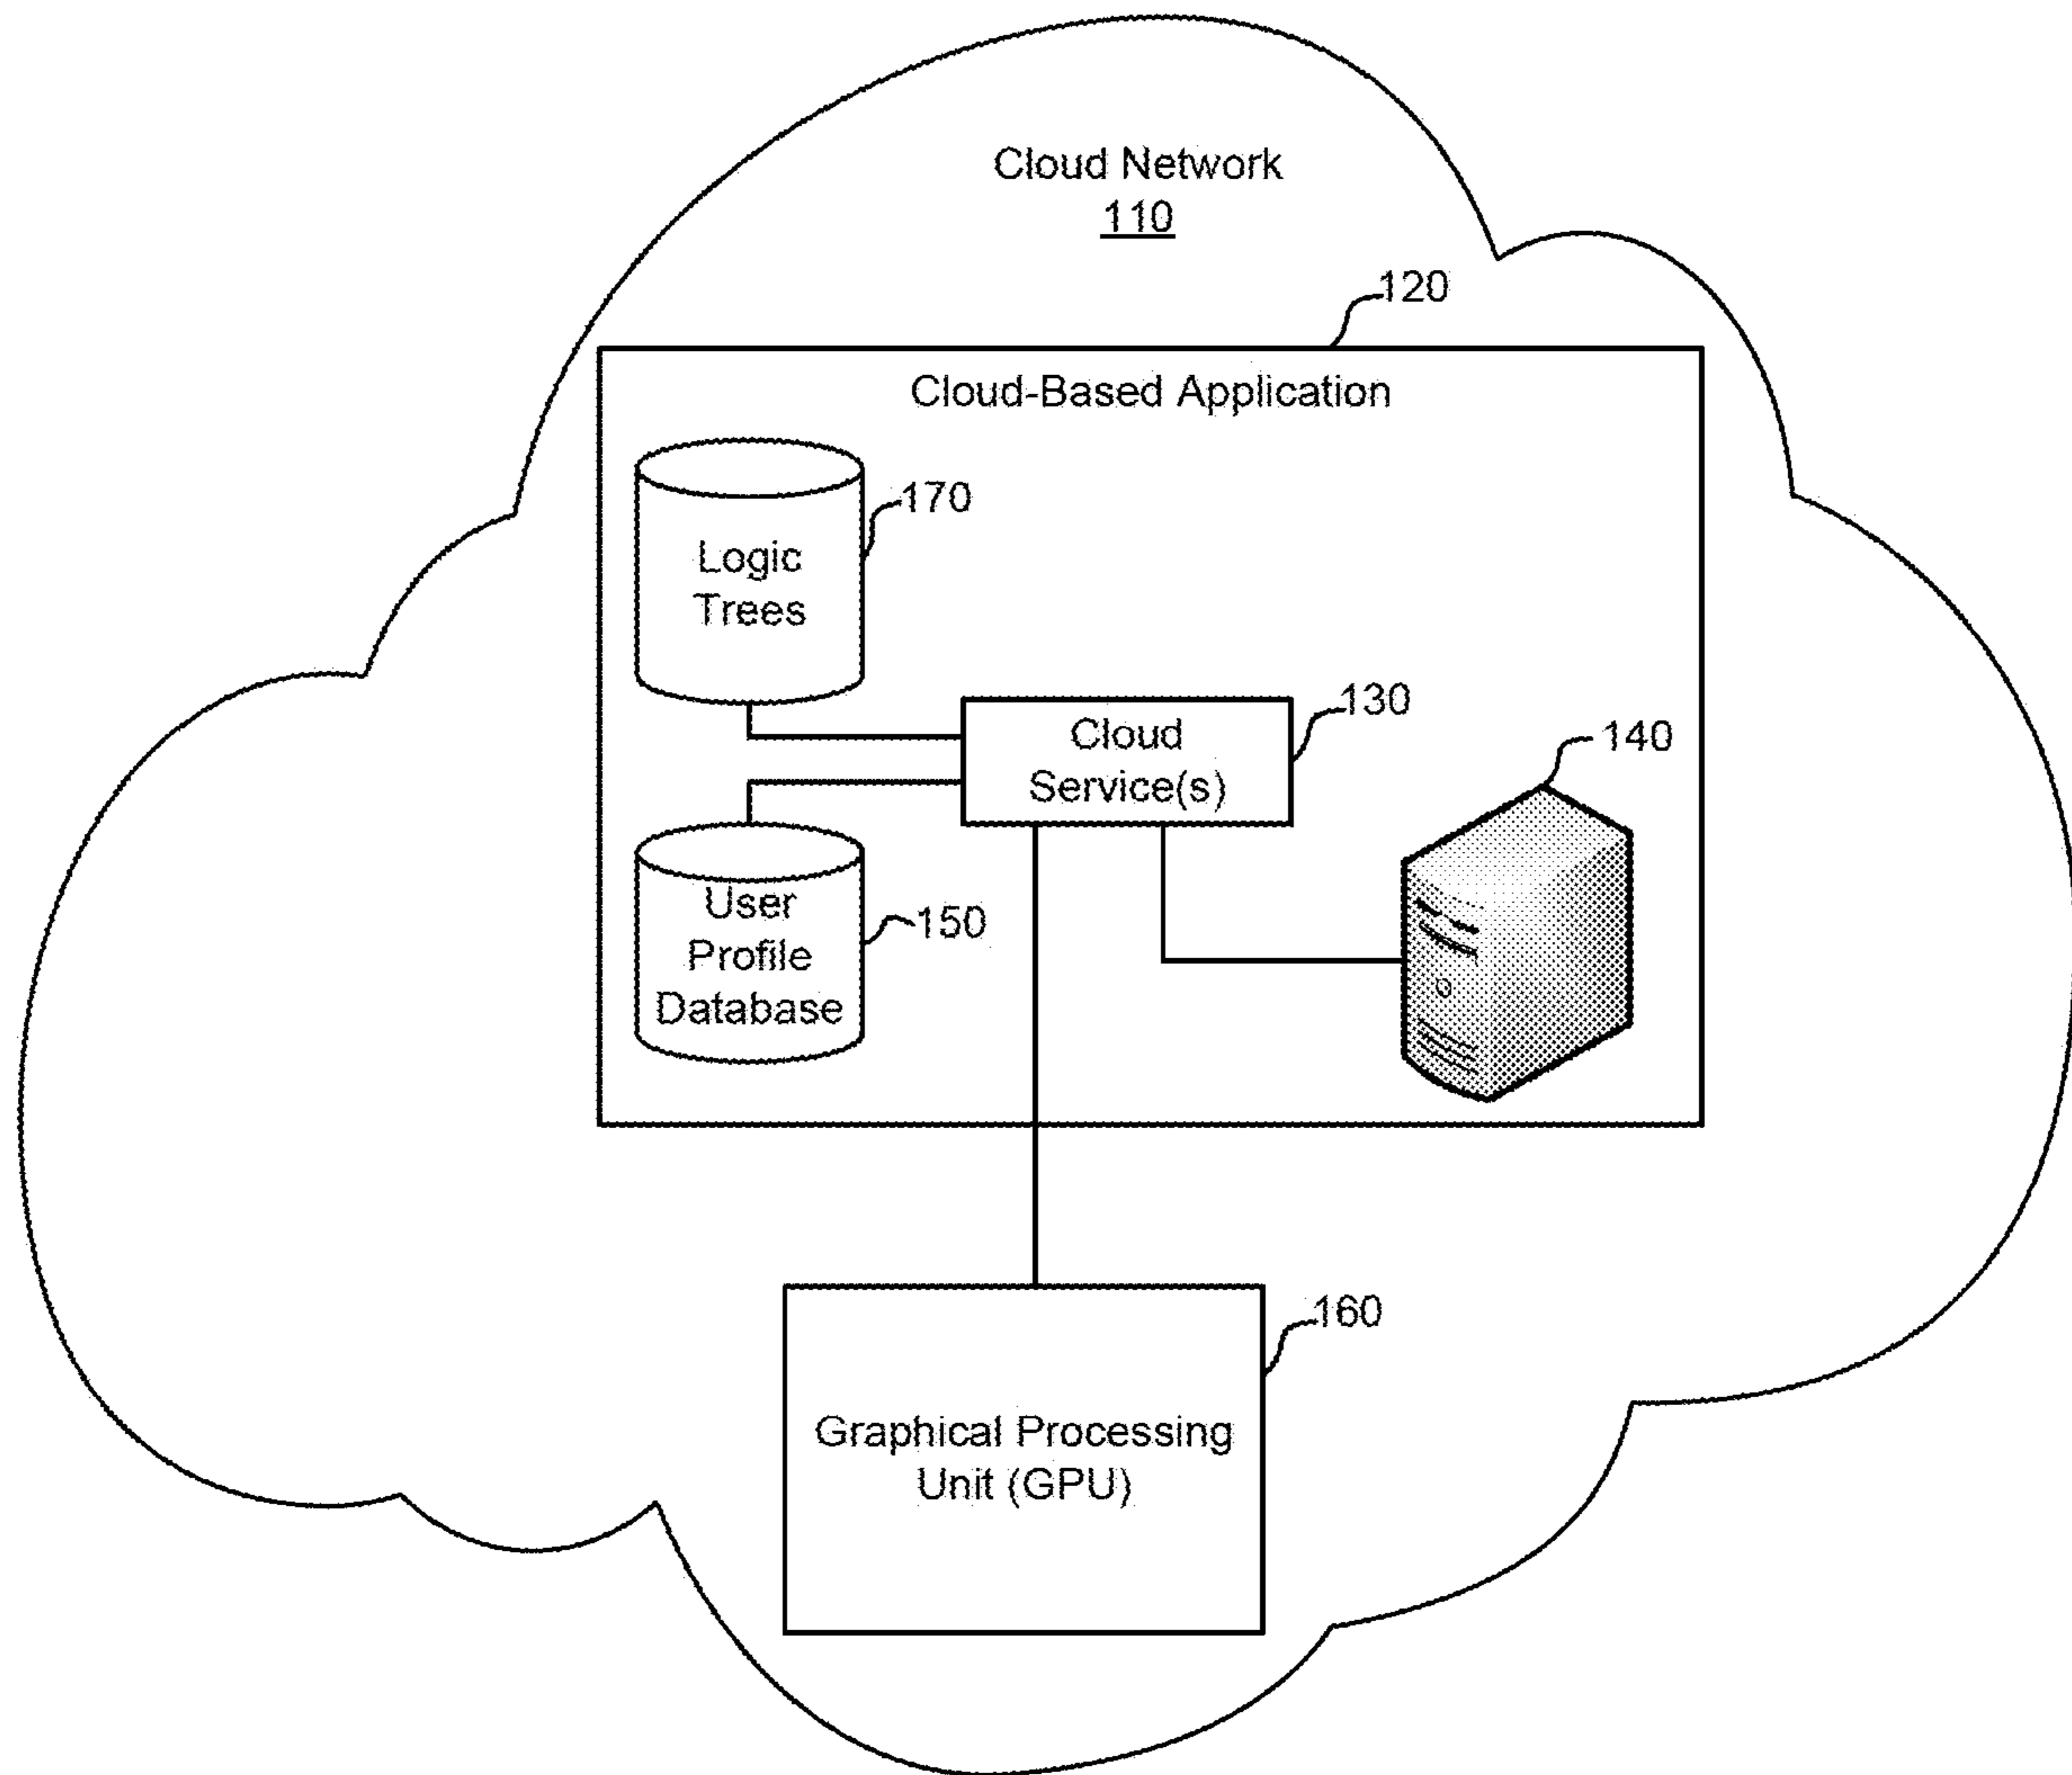 Cloud Network
110
120
Cloud-Based Application
170
Logic
Trees
130
Cloud
Service(s)
140
User
Profile
Database
150
160
Graphical Processing
Unit (GPU)